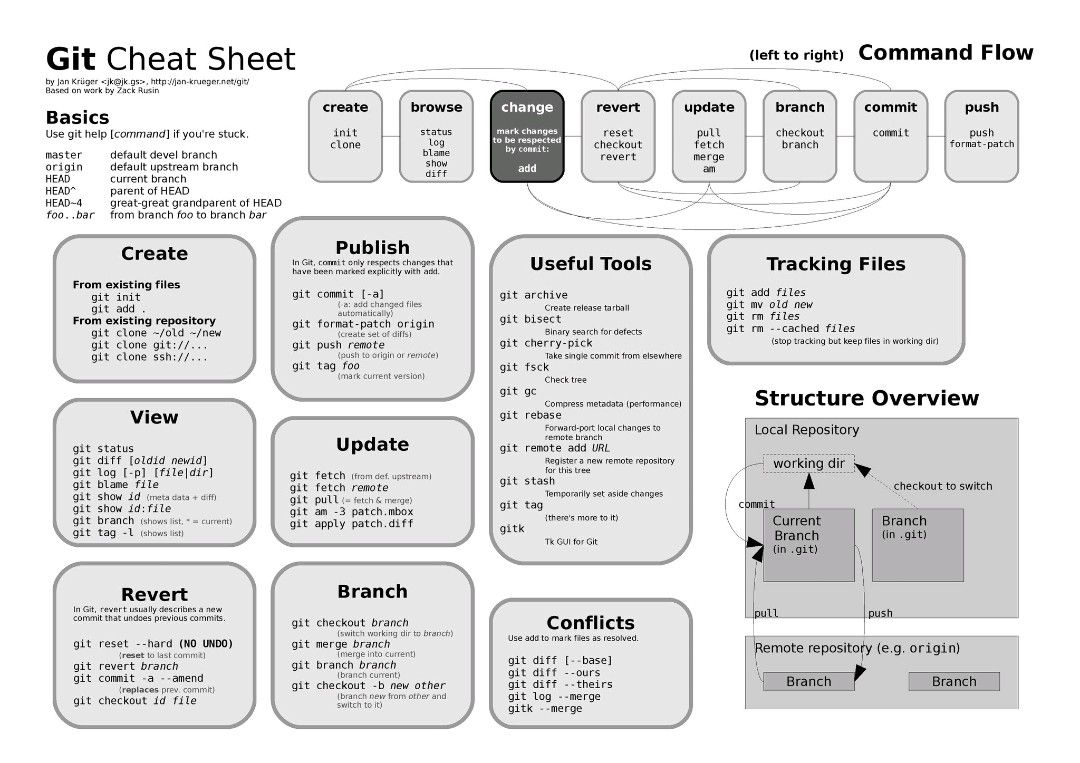 Git Cheat Sheet
by Jan Krüger <jk@jk.gs>, http://jan-krueger.net/git/
Based on work by Zack Rusin
Basics
Use git help [command] if you're stuck.
master default devel branch
origin default upstream branch
HEAD current branch
HEAD^ parent of HEAD
HEAD~4 great-great grandparent of HEAD
foo..bar from branch foo to branch bar
(left to right) Command Flow
create
init
clone
browse
status
log
blame
show
diff
change
mark changes
to be respected
by commit:
add
revert
reset
checkout
revert
update
pull
fetch
merge
am
branch
checkout
branch
commit
commit
push
push
format-patch
Create
From existing files
git init
git add .
From existing repository
git clone ~/old ~/new
git clone git://...
git clone ssh://...
View
git status
git diff [oldid newid]
git log [-p] [file|dir]
git blame file
git show id (meta data + diff)
git show id:file
git branch (shows list, * = current)
git tag -l (shows list)
Revert
In Git, revert usually describes a new
commit that undoes previous commits.
git reset --hard (NO UNDO)
(reset to last commit)
git revert branch
git commit -a --amend
(replaces prev. commit)
git checkout id file
Publish
In Git, commit only respects changes that
have been marked explicitly with add.
git commit [-a]
(-a: add changed files
automatically)
git format-patch origin
(create set of diffs)
git push remote
(push to origin or remote)
git tag foo
(mark current version)
Update
git fetch (from def. upstream)
git fetch remote
git pull (= fetch & merge)
git am -3 patch.mbox
git apply patch.diff
Branch
git checkout branch
(switch working dir to branch)
git merge branch
(merge into current)
git branch branch
(branch current)
git checkout -b new other
(branch new from other and
switch to it)
Useful Tools
git archive
Create release tarball
git bisect
Binary search for defects
git cherry-pick
Take single commit from elsewhere
git fsck
Check tree
git gc
Compress metadata (performance)
git rebase
Forward-port local changes to
remote branch
git remote add URL
Register a new remote repository
for this tree
git stash
Temporarily set aside changes
git tag
(there's more to it)
gitk
Tk GUI for Git
Conflicts
Use add to mark files as resolved.
git diff [--base]
git diff --ours
git diff --theirs
git log --merge
gitk --merge
Tracking Files
git add files
git mv old new
git rm files
git rm --cached files
(stop tracking but keep files in working dir)
Structure Overview
Local Repository
working dir
checkout to switch
commit
Current
Branch
(in .git)
Branch
(in .git)
pull
push
Remote repository (e.g. origin)
Branch
Branch